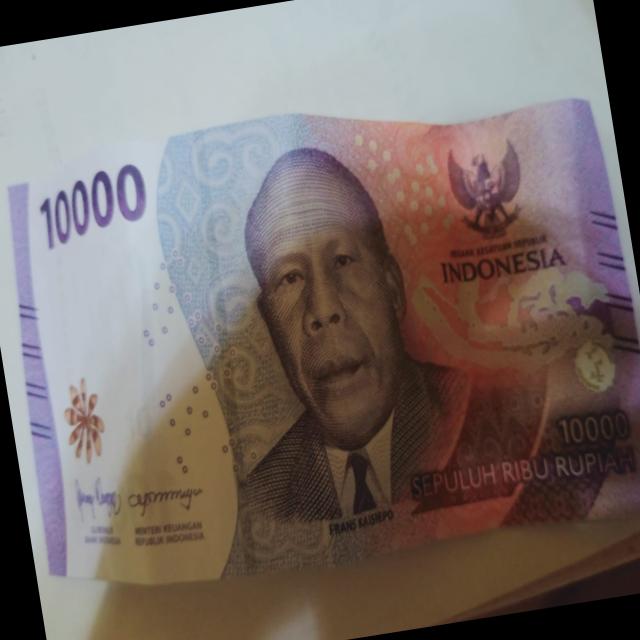 10000
NEGARA KESATUAN REPUBLIK
INDONESIA
10000
SEPULUH RIBU RUPIAH
FRANS KAISIEPO
GUBERNUR
BANK INDONESIA
MENTERI KEUANGAN
REPUBLIK INDONESIA